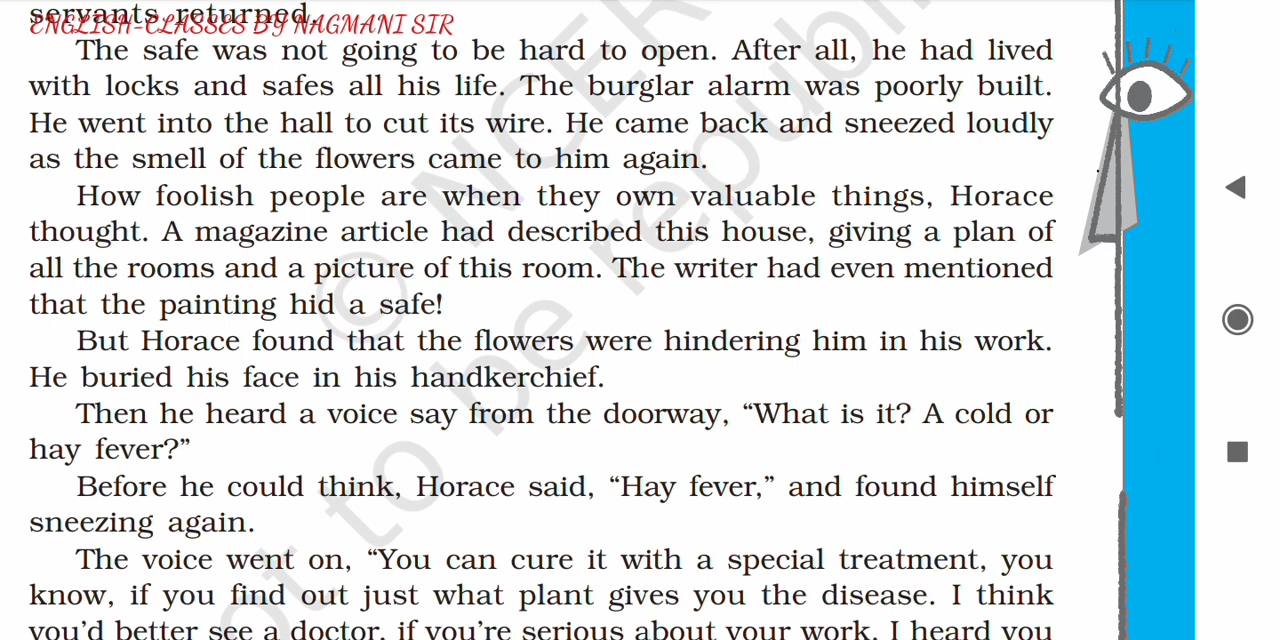 servants returned.
ENGLISH-CLASSES BY NAGMANI SIR
The safe was not going to be hard to open. After all, he had lived
with locks and safes all his life. The burglar alarm was poorly built.
He went into the hall to cut its wire. He came back and sneezed loudly
as the smell of the flowers came to him again.
How foolish people are when they own valuable things, Horace
thought. A magazine article had described this house, giving a plan of
all the rooms and a picture of this room. The writer had even mentioned
that the painting hid a safe!
But Horace found that the flowers were hindering him in his work.
He buried his face in his handkerchief.
Then he heard a voice say from the doorway, “What is it? A cold or
hay fever?”
Before he could think, Horace said, “Hay fever,” and found himself
sneezing again.
The voice went on, “You can cure it with a special treatment, you
know, if you find out just what plant gives you the disease. I think
you’d better see a doctor, if you’re serious about your work. I heard you